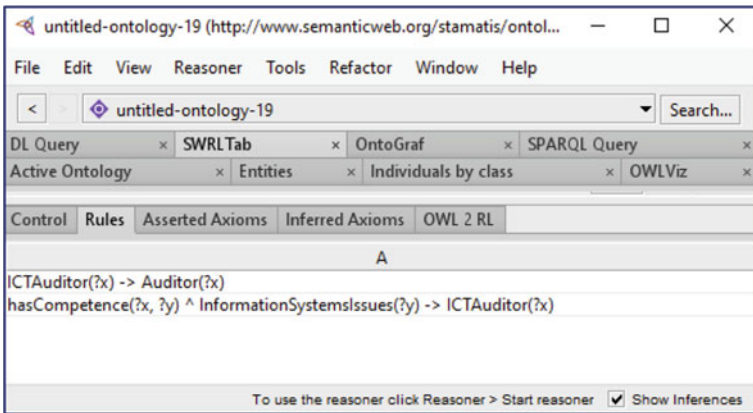 untitled-ontology-19 (http://www.semanticweb.org/stamatis/ontol...
File Edit View Reasoner Tools Refactor Window Help
< > untitled-ontology-19 Search...
DL Query × SWRLTab × OntoGraf × SPARQL Query ×
Active Ontology × Entities × Individuals by class × OWLViz ×
Control Rules Asserted Axioms Inferred Axioms OWL 2 RL
A
ICTAuditor(?x) -> Auditor(?x)
hasCompetence(?x, ?y) ^ InformationSystemsIssues(?y) -> ICTAuditor(?x)
To use the reasoner click Reasoner > Start reasoner Show Inferences